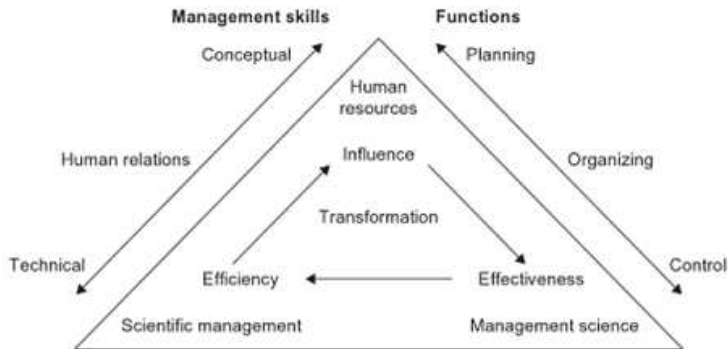 Management skills Functions
Conceptual Planning
Human
resources
Human relations Influence Organizing
Transformation
Technical Efficiency Effectiveness Control
Scientific management Management science